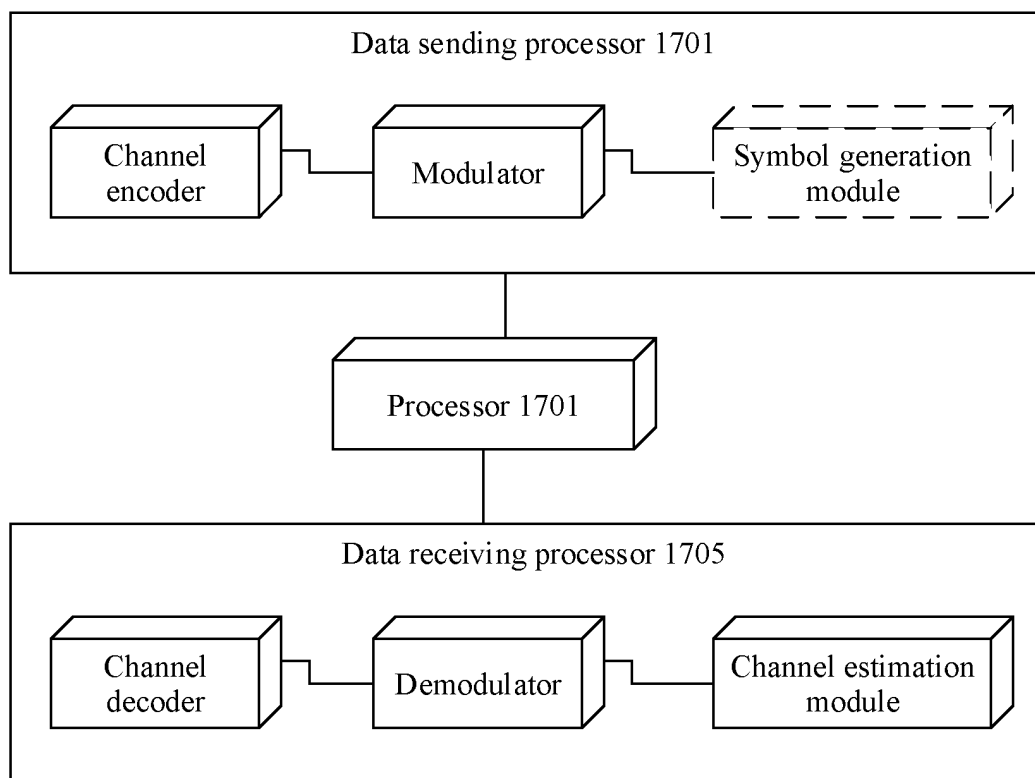 Data sending processor 1701
Channel
encoder
Modulator
Symbol generation
module
Processor 1701
Data receiving processor 1705
Channel
decoder
Demodulator
Channel estimation
module